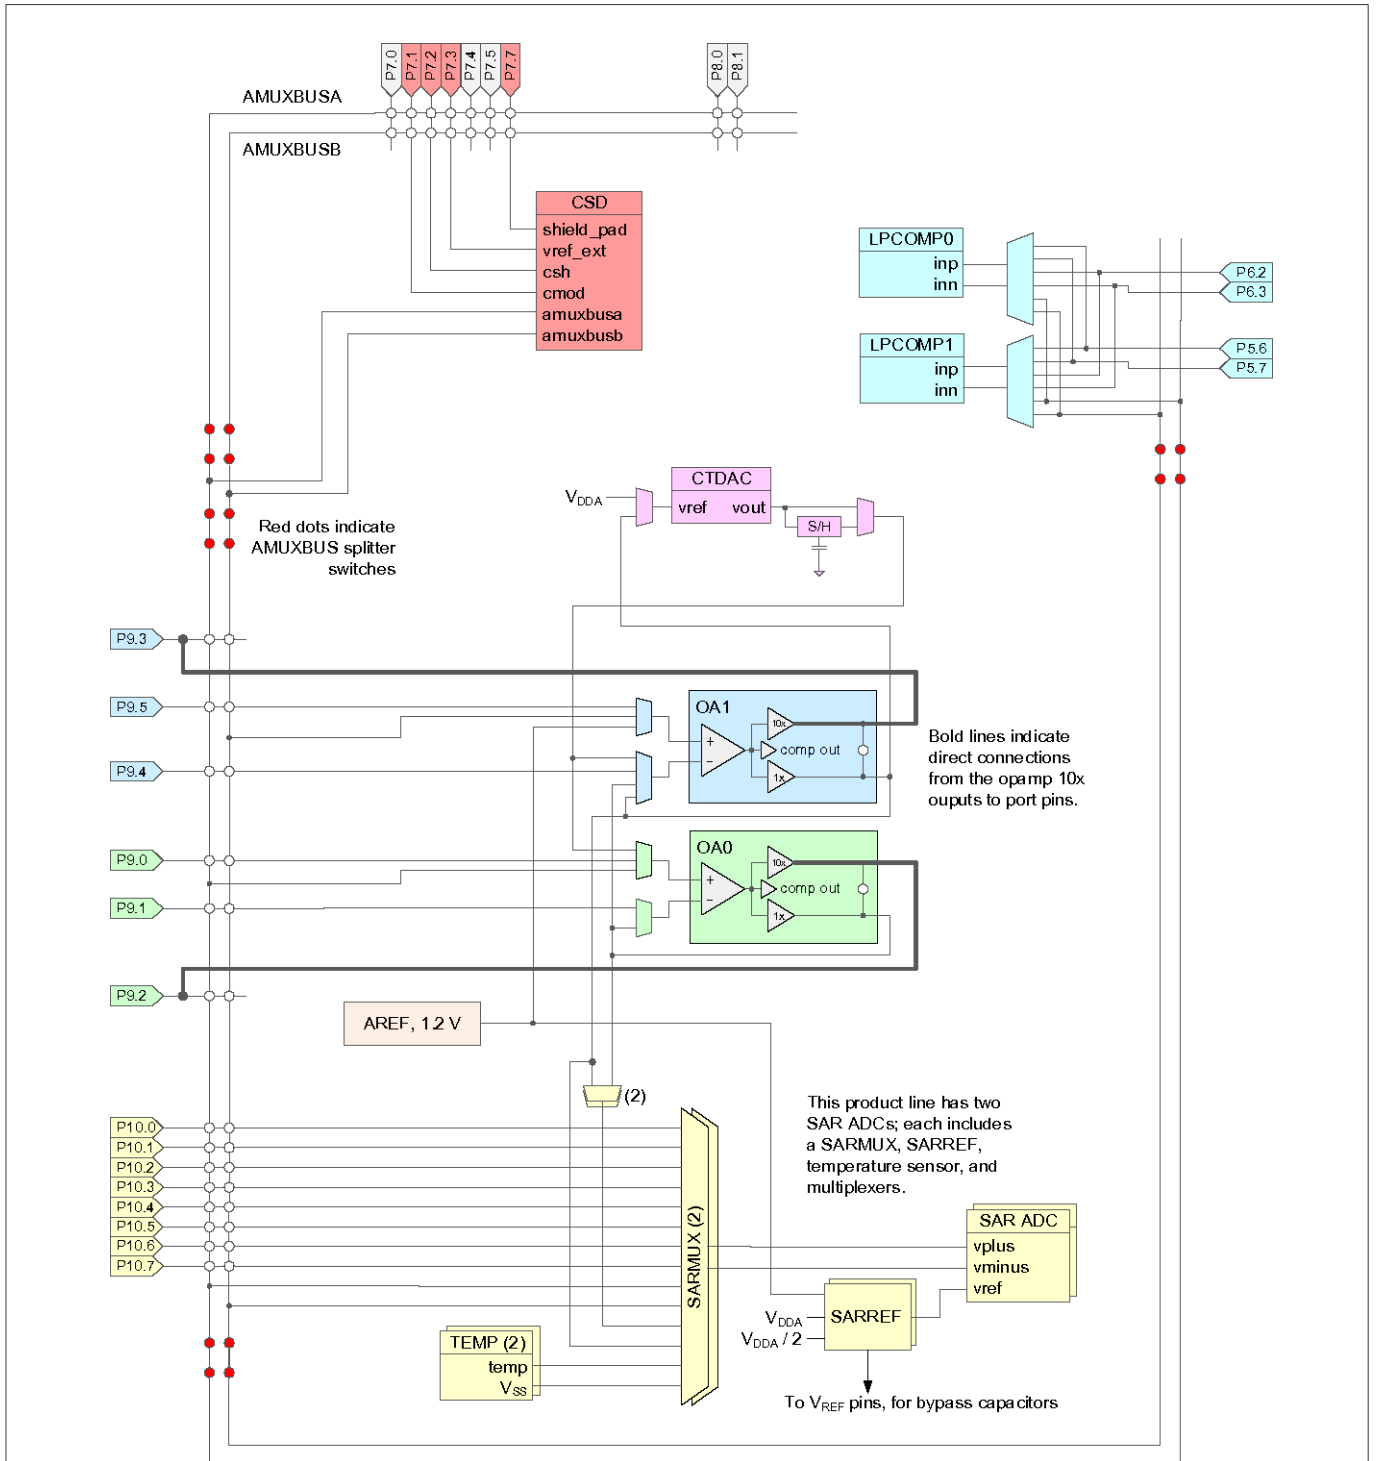 P7.0
P7.1
P7.2
P7.3
P7.4
P7.5
P7.7
P8.0
P8.1
AMUXBUSA
AMUXBUSB
CSD
shield_pad
vref_ext
csh
cmod
amuxbusa
amuxbusb
LPCOMP0
inp
inn
P6.2
P6.3
LPCOMP1
inp
inn
P5.6
P5.7
CTDAC
VDDA
vref vout
S/H
Red dots indicate
AMUXBUS splitter
switches
P9.3
P9.5
OA1
10x
+
comp out
−
1x
P9.4
Bold lines indicate
direct connections
from the opamp 10x
ouputs to port pins.
P9.0
OA0
10x
+
comp out
−
1x
P9.1
P9.2
AREF, 1.2 V
(2)
This product line has two
SAR ADCs; each includes
a SARMUX, SARREF,
temperature sensor, and
multiplexers.
P10.0
P10.1
P10.2
P10.3
P10.4
P10.5
P10.6
P10.7
SARMUX (2)
SAR ADC
vplus
vminus
vref
SARREF
VDDA
VDDA / 2
TEMP (2)
temp
VSS
To VREF pins, for bypass capacitors